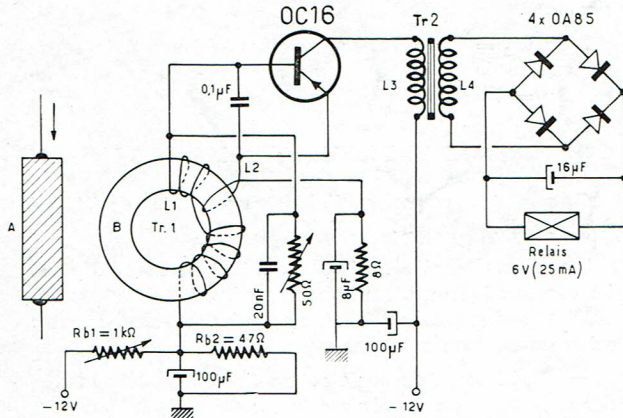 OC16
Tr2
4x OA85
0,1µF
L3
L4
L2
16µF
A
B
L1
Tr.1
20nF
50Ω
8µF
8Ω
Relais
6V(25mA)
Rb1=1kΩ
Rb2=47Ω
100µF
100µF
-12V
-12V